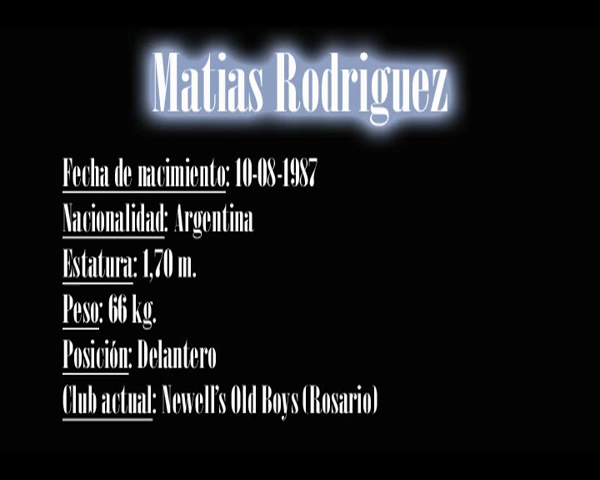 Matias Rodriguez
Fecha de nacimiento: 10-08-1987
Nacionalidad: Argentina
Estatura: 1,70 m.
Peso: 66 kg.
Posición: Delantero
Club actual: Newell's Old Boys (Rosario)